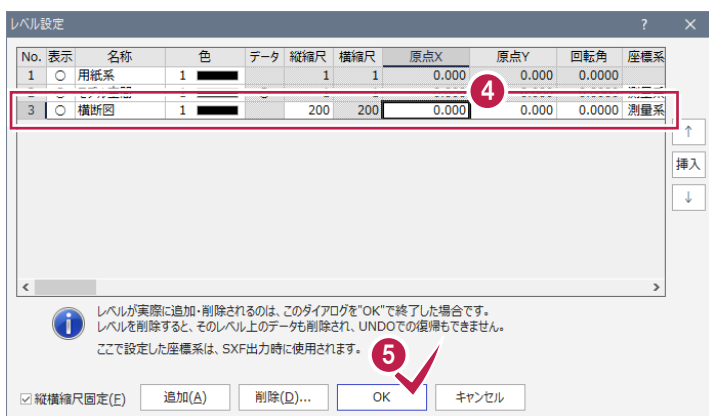 レベル設定 ? ×
No. 表示 名称 色 データ 縦縮尺 横縮尺 原点X 原点Y 回転角 座標系
1 ○ 用紙系 1 1 1 0.000 0.000 0.0000
4
3 ○ 横断図 1 200 200 0.000 0.000 0.0000 測量系
↑
挿入
↓
< >
レベルが実際に追加・削除されるのは、このダイアログを"OK"で終了した場合です。
レベルを削除すると、そのレベル上のデータも削除され、UNDOでの復帰もできません。
ここで設定した座標系は、SXF出力時に使用されます。
5
縦横縮尺固定(F) 追加(A) 削除(D)... OK キャンセル